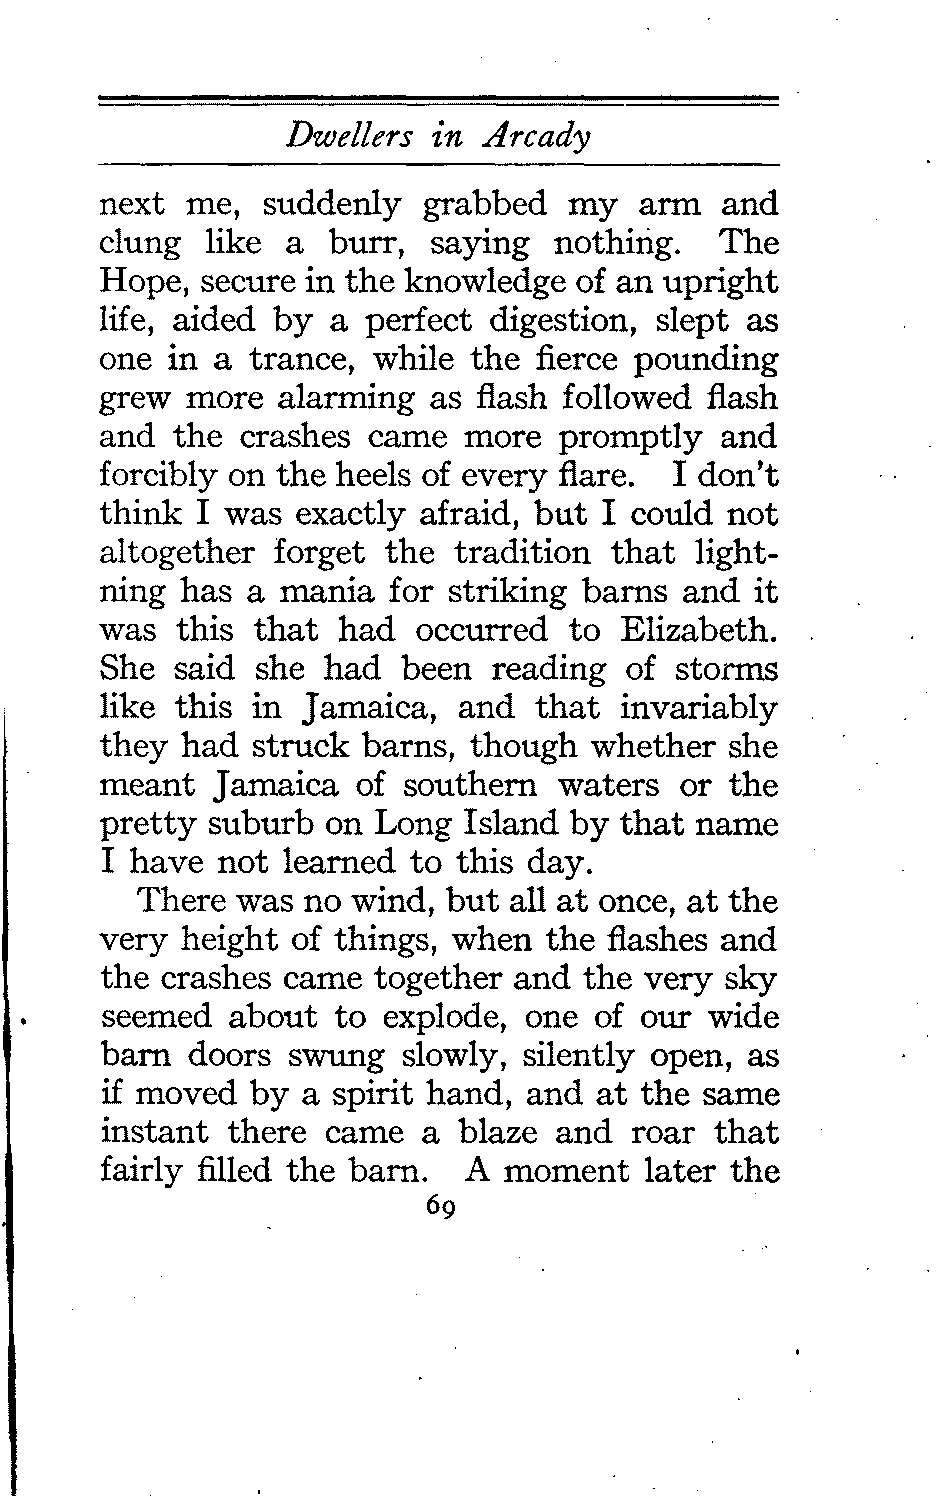 Dwellers in Arcady
next me, suddenly grabbed my arm and
clung like a burr, saying nothing. The
Hope, secure in the knowledge of an upright
life, aided by a perfect digestion, slept as
one in a trance, while the fierce pounding
grew more alarming as flash followed flash
and the crashes came more promptly and
forcibly on the heels of every flare. I don't
think I was exactly afraid, but I could not
altogether forget the tradition that light-
ning has a mania for striking barns and it
was this that had occurred to Elizabeth.
She said she had been reading of storms
like this in Jamaica, and that invariably
they had struck barns, though whether she
meant Jamaica of southern waters or the
pretty suburb on Long Island by that name
I have not learned to this day.
There was no wind, but all at once, at the
very height of things, when the flashes and
the crashes came together and the very sky
seemed about to explode, one of our wide
barn doors swung slowly, silently open, as
if moved by a spirit hand, and at the same
instant there came a blaze and roar that
fairly filled the barn. A moment later the
69